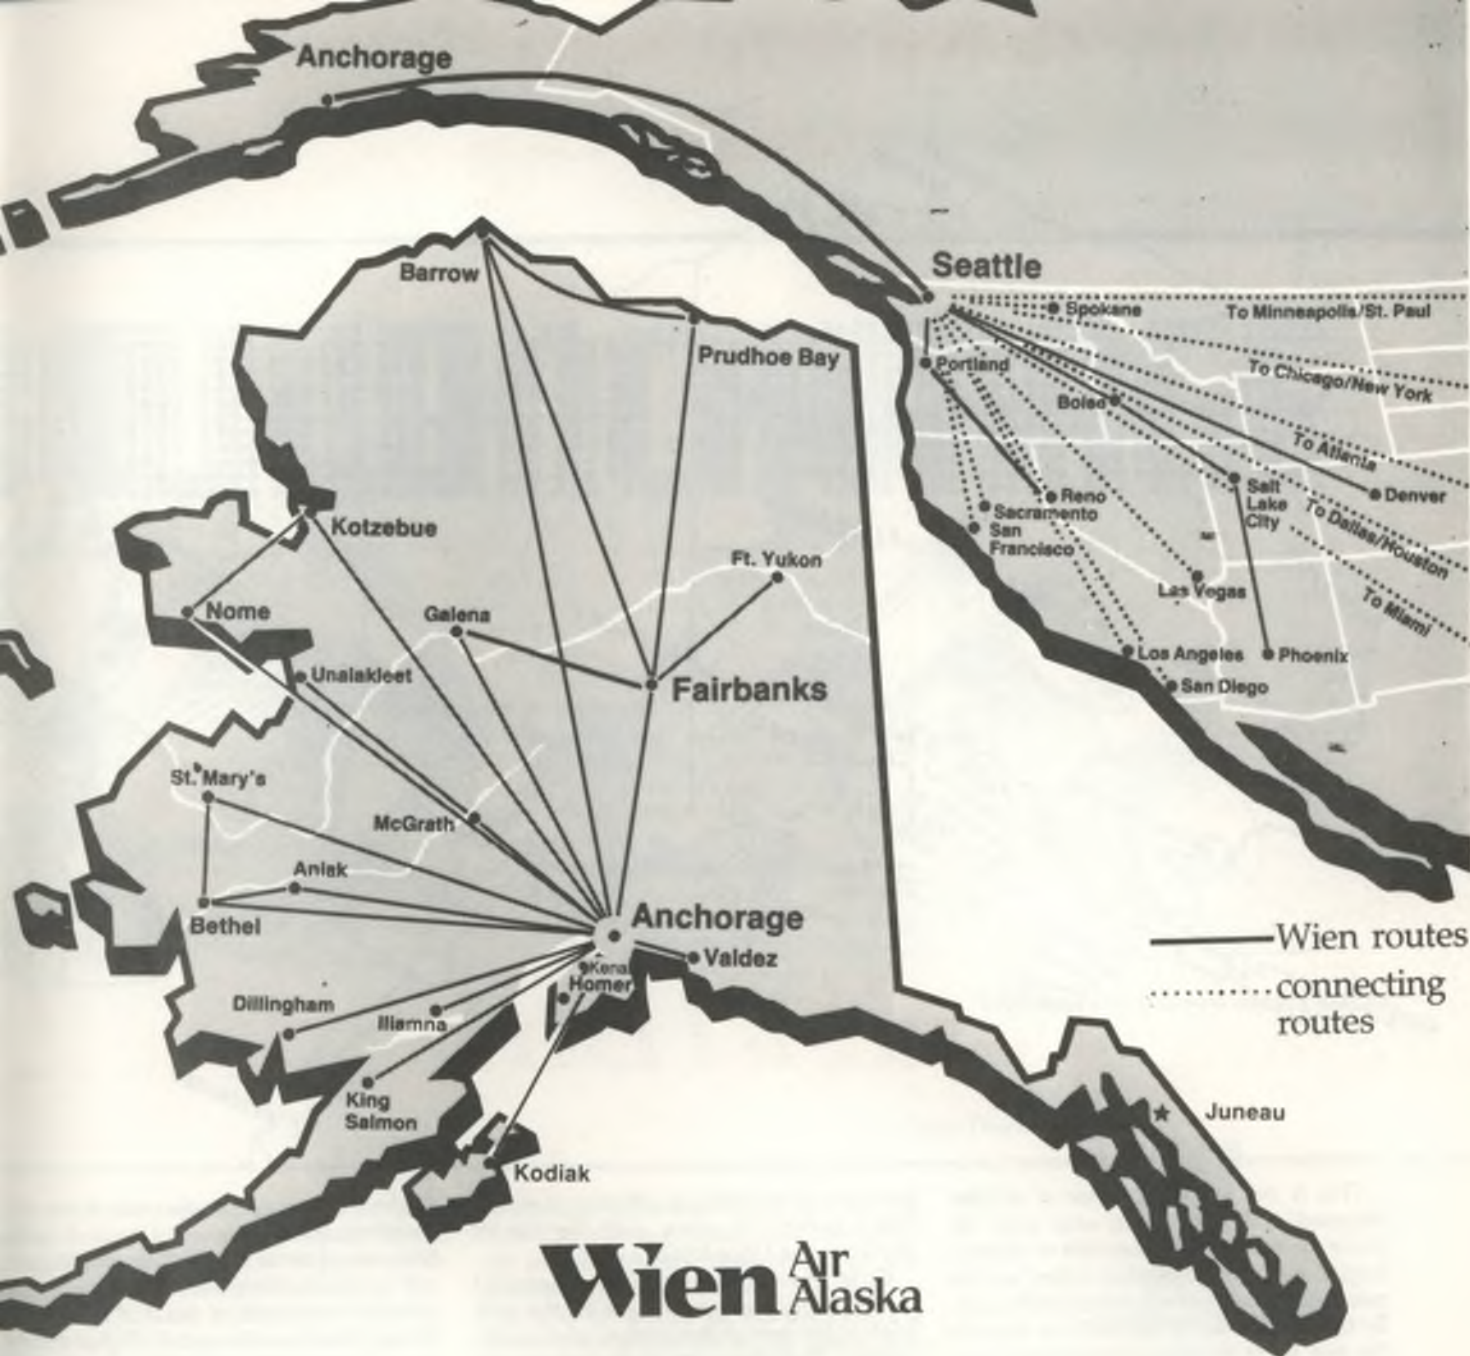 Anchorage
Seattle
Spokane
To Minneapolis/St. Paul
Portland
To Chicago/New York
Boise
To Atlanta
Denver
Reno
Salt
Lake
City
Sacramento
San
Francisco
To Dallas/Houston
Las Vegas
To Miami
Los Angeles
Phoenix
San Diego
Barrow
Prudhoe Bay
Kotzebue
Ft. Yukon
Nome
Galena
Unalakleet
Fairbanks
St. Mary's
McGrath
Aniak
Bethel
Anchorage
Valdez
Kenai
Homer
Dillingham
Iliamna
King
Salmon
Kodiak
Juneau
Wien routes
connecting
routes
Wien Air
Alaska